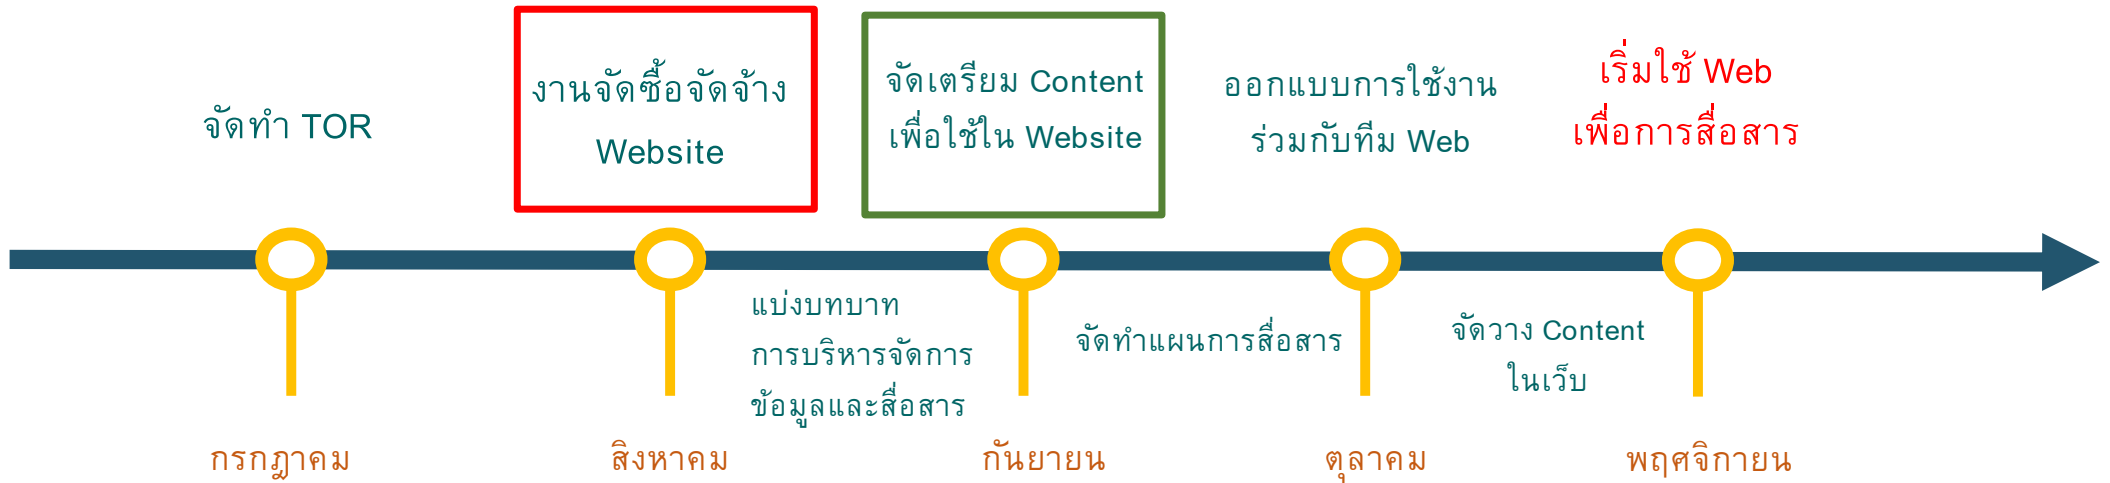 จัดทำ TOR
งานจัดซื้อจัดจ้าง
Website
จัดเตรียม Content
เพื่อใช้ใน Website
ออกแบบการใช้งาน
ร่วมกับทีม Web
เริ่มใช้ Web
เพื่อการสื่อสาร
แบ่งบทบาท
การบริหารจัดการ
ข้อมูลและสื่อสาร
จัดทำแผนการสื่อสาร
จัดวาง Content
ในเว็บ
กรกฎาคม
สิงหาคม
กันยายน
ตุลาคม
พฤศจิกายน